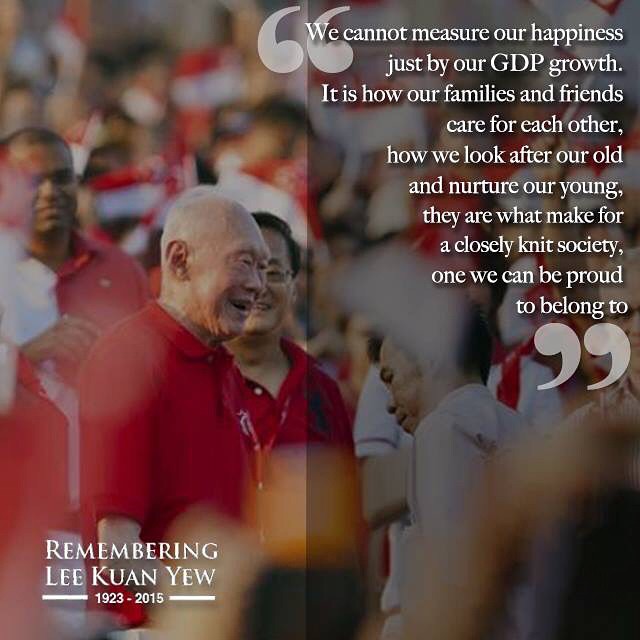 “
We cannot measure our happiness
just by our GDP growth.
It is how our families and friends
care for each other,
how we look after our old
and nurture our young,
they are what make for
a closely knit society,
one we can be proud
to belong to
”
REMEMBERING
LEE KUAN YEW
1923 - 2015